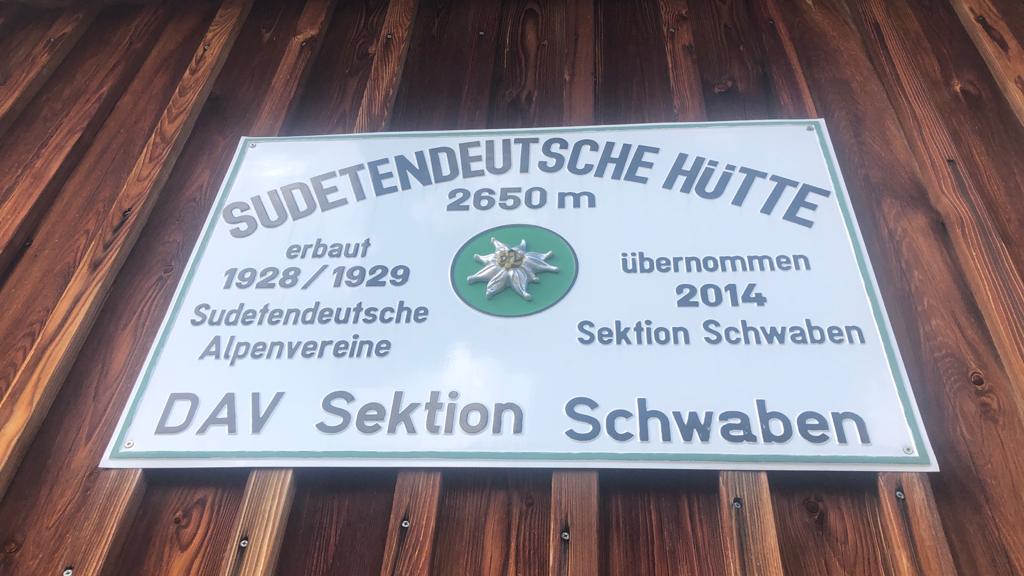 SUDETENDEUTSCHE HÜTTE
2650 m
erbaut
1928/1929
Sudetendeutsche
Alpenvereine
übernommen
2014
Sektion Schwaben
DAV Sektion Schwaben